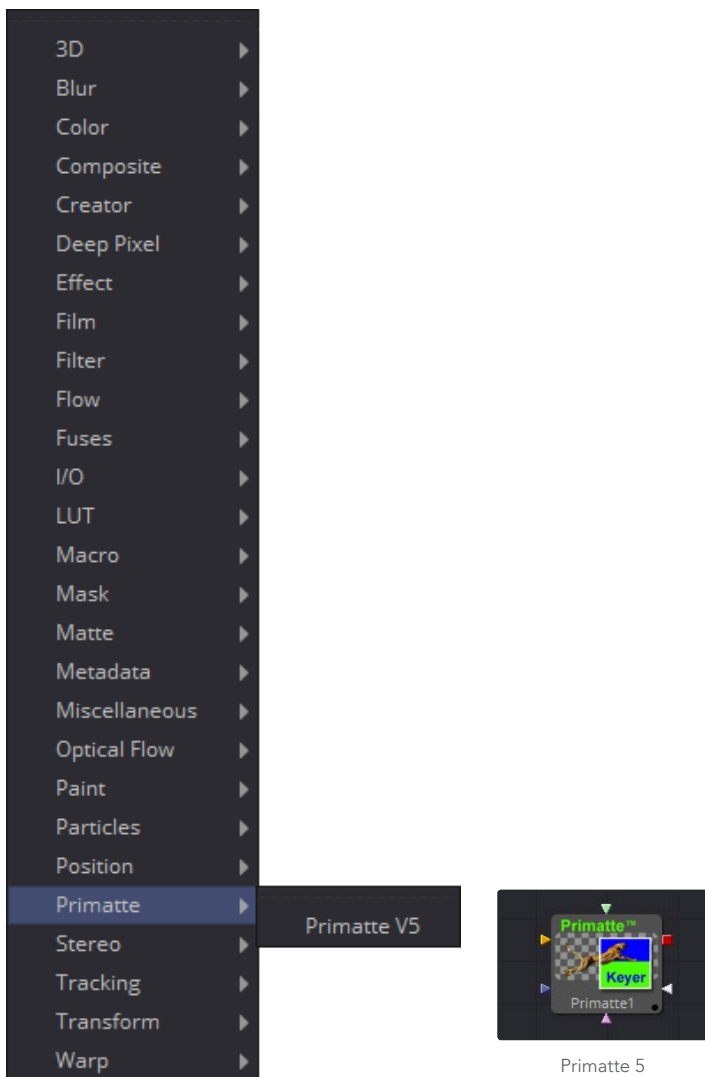 3D
Blur
Color
Composite
Creator
Deep Pixel
Effect
Film
Filter
Flow
Fuses
I/O
LUT
Macro
Mask
Matte
Metadata
Miscellaneous
Optical Flow
Paint
Particles
Position
Primatte
Primatte V5
Stereo
Tracking
Transform
Warp
Primatte™
Keyer
Primatte1
Primatte 5